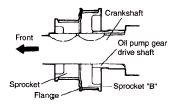 Crankshaft
Front
Oil pump gear
drive shaft
Sprocket
Sprocket "B"
Flange